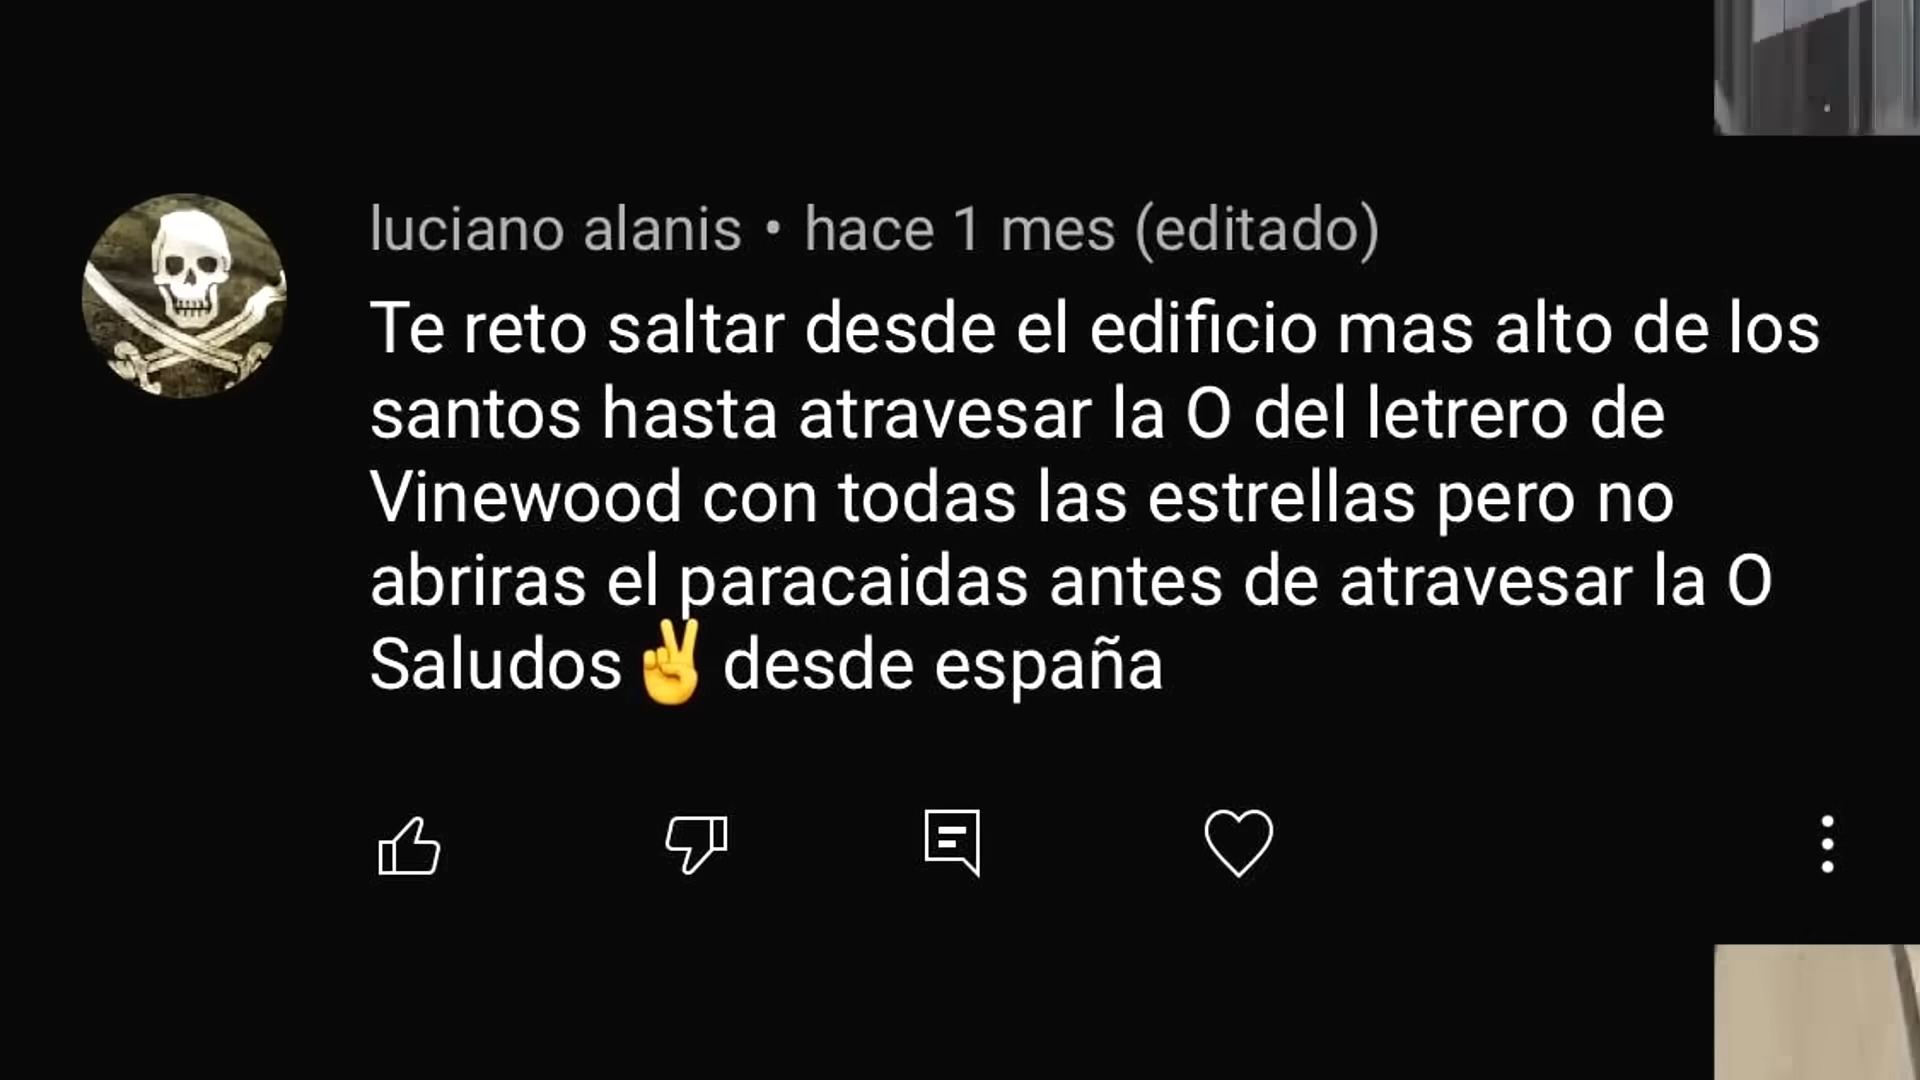 luciano alanis • hace 1 mes (editado)
Te reto saltar desde el edificio mas alto de los
santos hasta atravesar la O del letrero de
Vinewood con todas las estrellas pero no
abriras el paracaidas antes de atravesar la O
Saludos✌️ desde españa